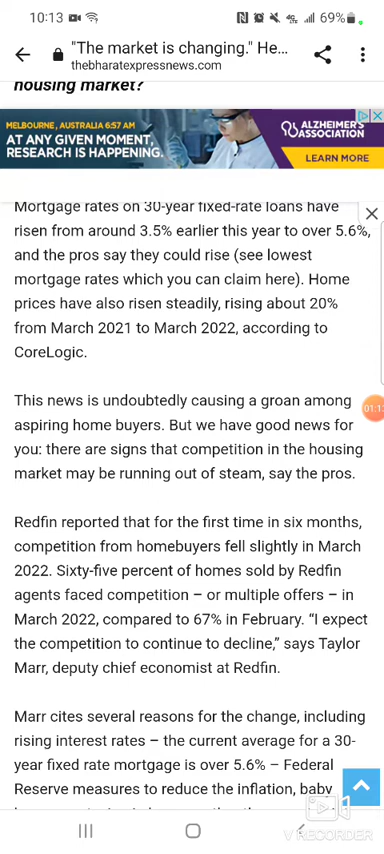 10:13
69%
"The market is changing." He...
thebharatexpressnews.com
housing market?
MELBOURNE, AUSTRALIA 6:57 AM
AT ANY GIVEN MOMENT,
RESEARCH IS HAPPENING.
ALZHEIMER'S
ASSOCIATION
LEARN MORE
Mortgage rates on 30-year fixed-rate loans have
risen from around 3.5% earlier this year to over 5.6%,
and the pros say they could rise (see lowest
mortgage rates which you can claim here). Home
prices have also risen steadily, rising about 20%
from March 2021 to March 2022, according to
CoreLogic.
This news is undoubtedly causing a groan among
aspiring home buyers. But we have good news for
you: there are signs that competition in the housing
market may be running out of steam, say the pros.
Redfin reported that for the first time in six months,
competition from homebuyers fell slightly in March
2022. Sixty-five percent of homes sold by Redfin
agents faced competition – or multiple offers – in
March 2022, compared to 67% in February. “I expect
the competition to continue to decline,” says Taylor
Marr, deputy chief economist at Redfin.
Marr cites several reasons for the change, including
rising interest rates – the current average for a 30-
year fixed rate mortgage is over 5.6% – Federal
Reserve measures to reduce the inflation, baby
V RECORDER